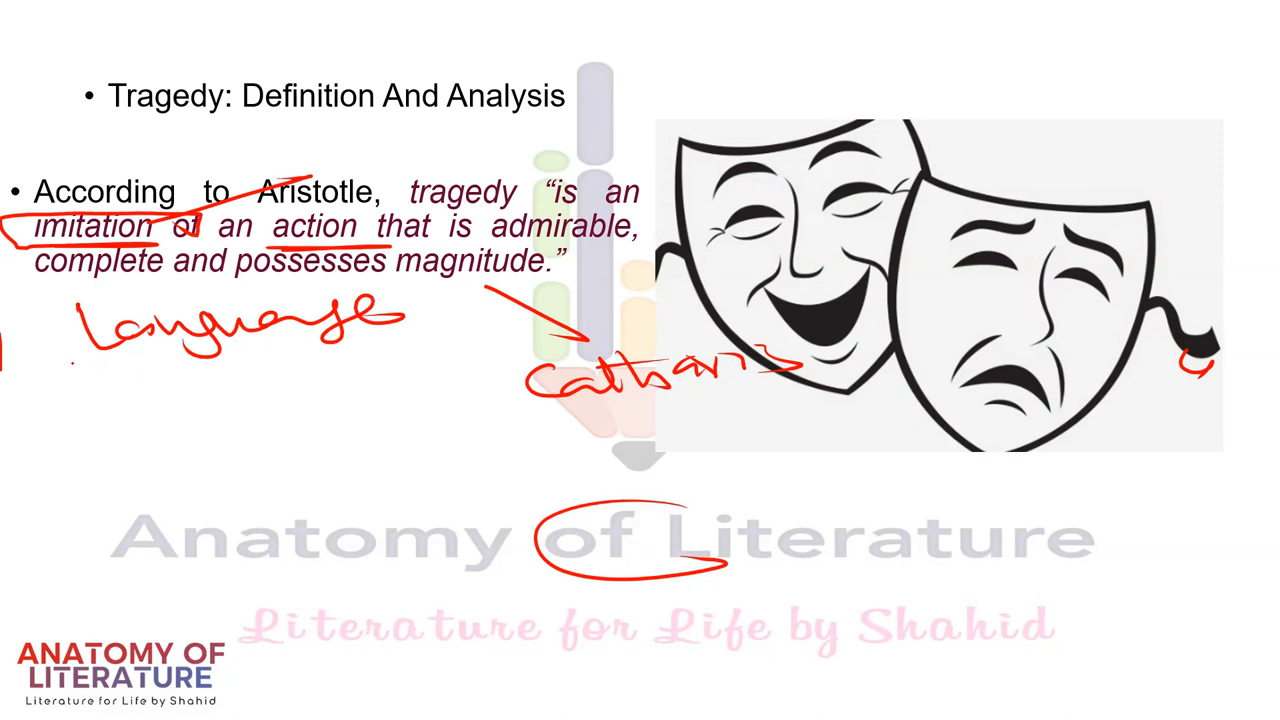 • Tragedy: Definition And Analysis
• According to Aristotle, tragedy “is an
imitation of an action that is admirable,
complete and possesses magnitude.”
Language
Catharsis
Anatomy of Literature
Literature for Life by Shahid
ANATOMY OF
LITERATURE
Literature for Life by Shahid